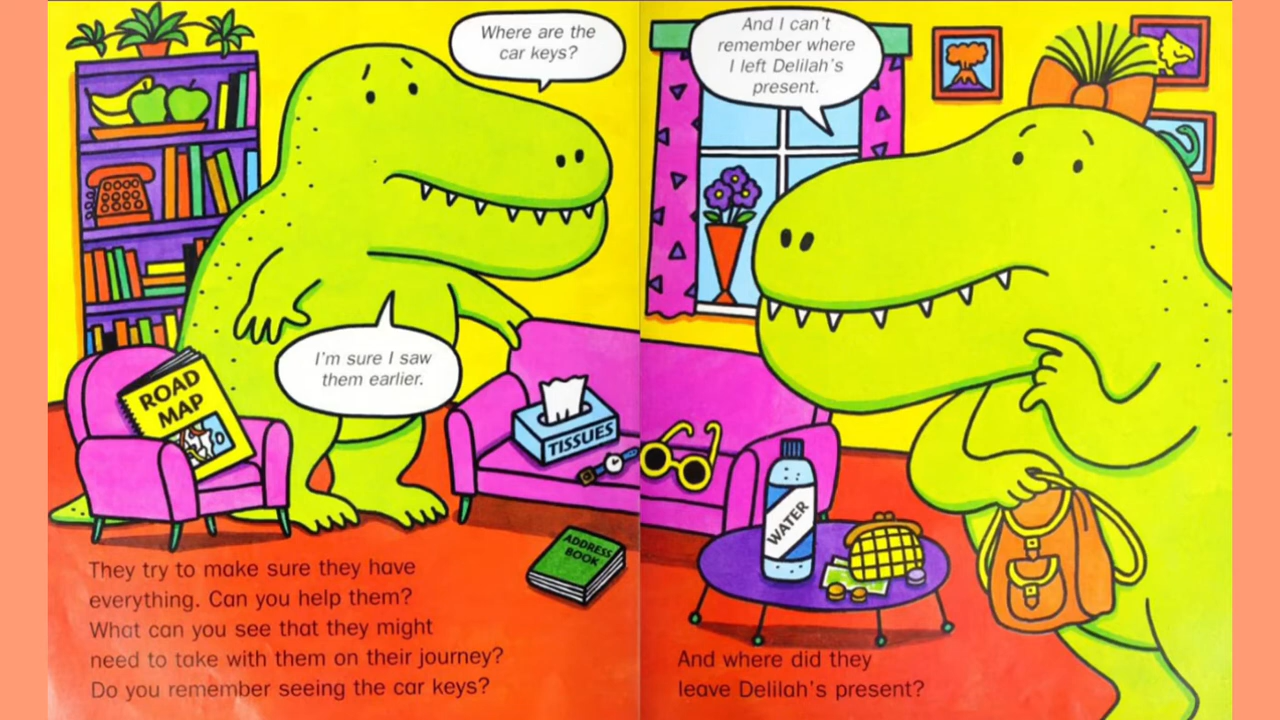 Where are the
car keys?
I'm sure I saw
them earlier.
ROAD
MAP
TISSUES
ADDRESS
BOOK
They try to make sure they have
everything. Can you help them?
What can you see that they might
need to take with them on their journey?
Do you remember seeing the car keys?
And I can't
remember where
I left Delilah's
present.
WATER
And where did they
leave Delilah's present?